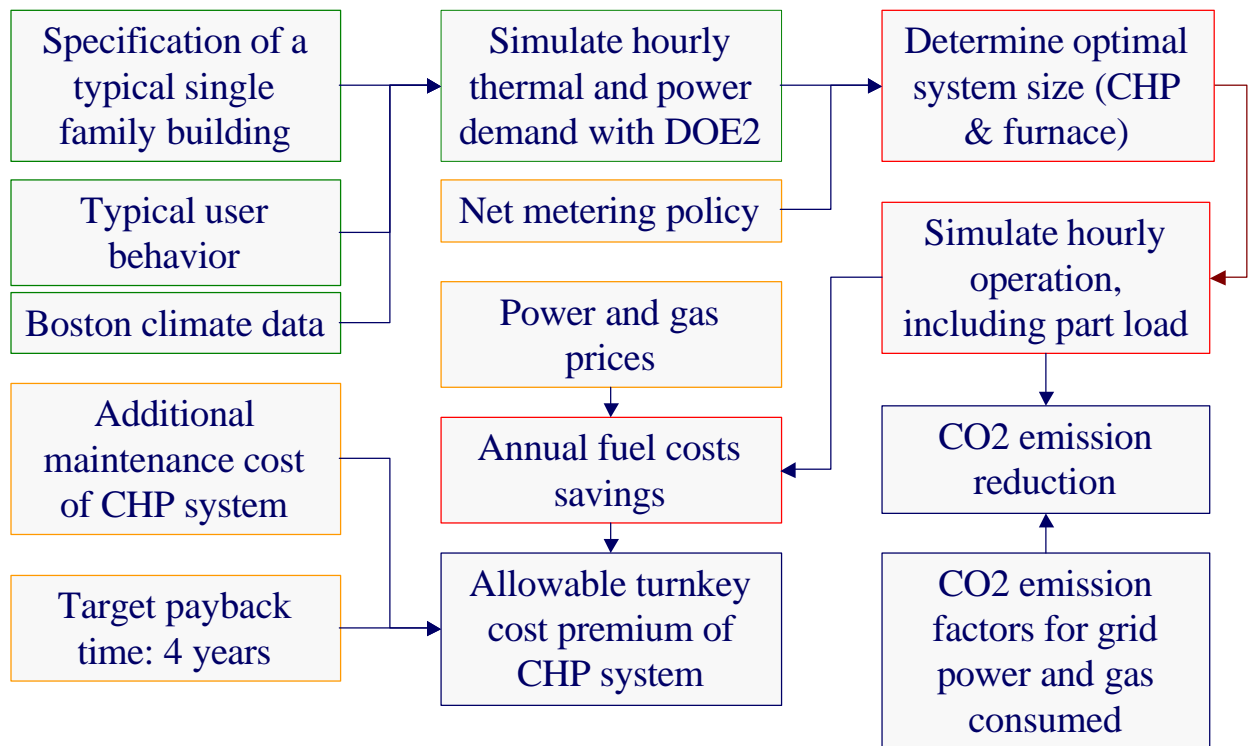 Specification of a
typical single
family building
Simulate hourly
thermal and power
demand with DOE2
Determine optimal
system size (CHP
& furnace)
Typical user
behavior
Net metering policy
Simulate hourly
operation,
including part load
Boston climate data
Power and gas
prices
Additional
maintenance cost
of CHP system
Annual fuel costs
savings
CO2 emission
reduction
Target payback
time: 4 years
Allowable turnkey
cost premium of
CHP system
CO2 emission
factors for grid
power and gas
consumed